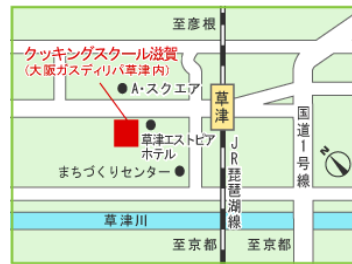 至彦根
クッキングスクール滋賀
(大阪ガスディリパ草津内)
A・スクエア
草津
草津エストピア
ホテル
まちづくりセンター
JR琵琶湖線
国道1号線
N
草津川
至京都
至京都